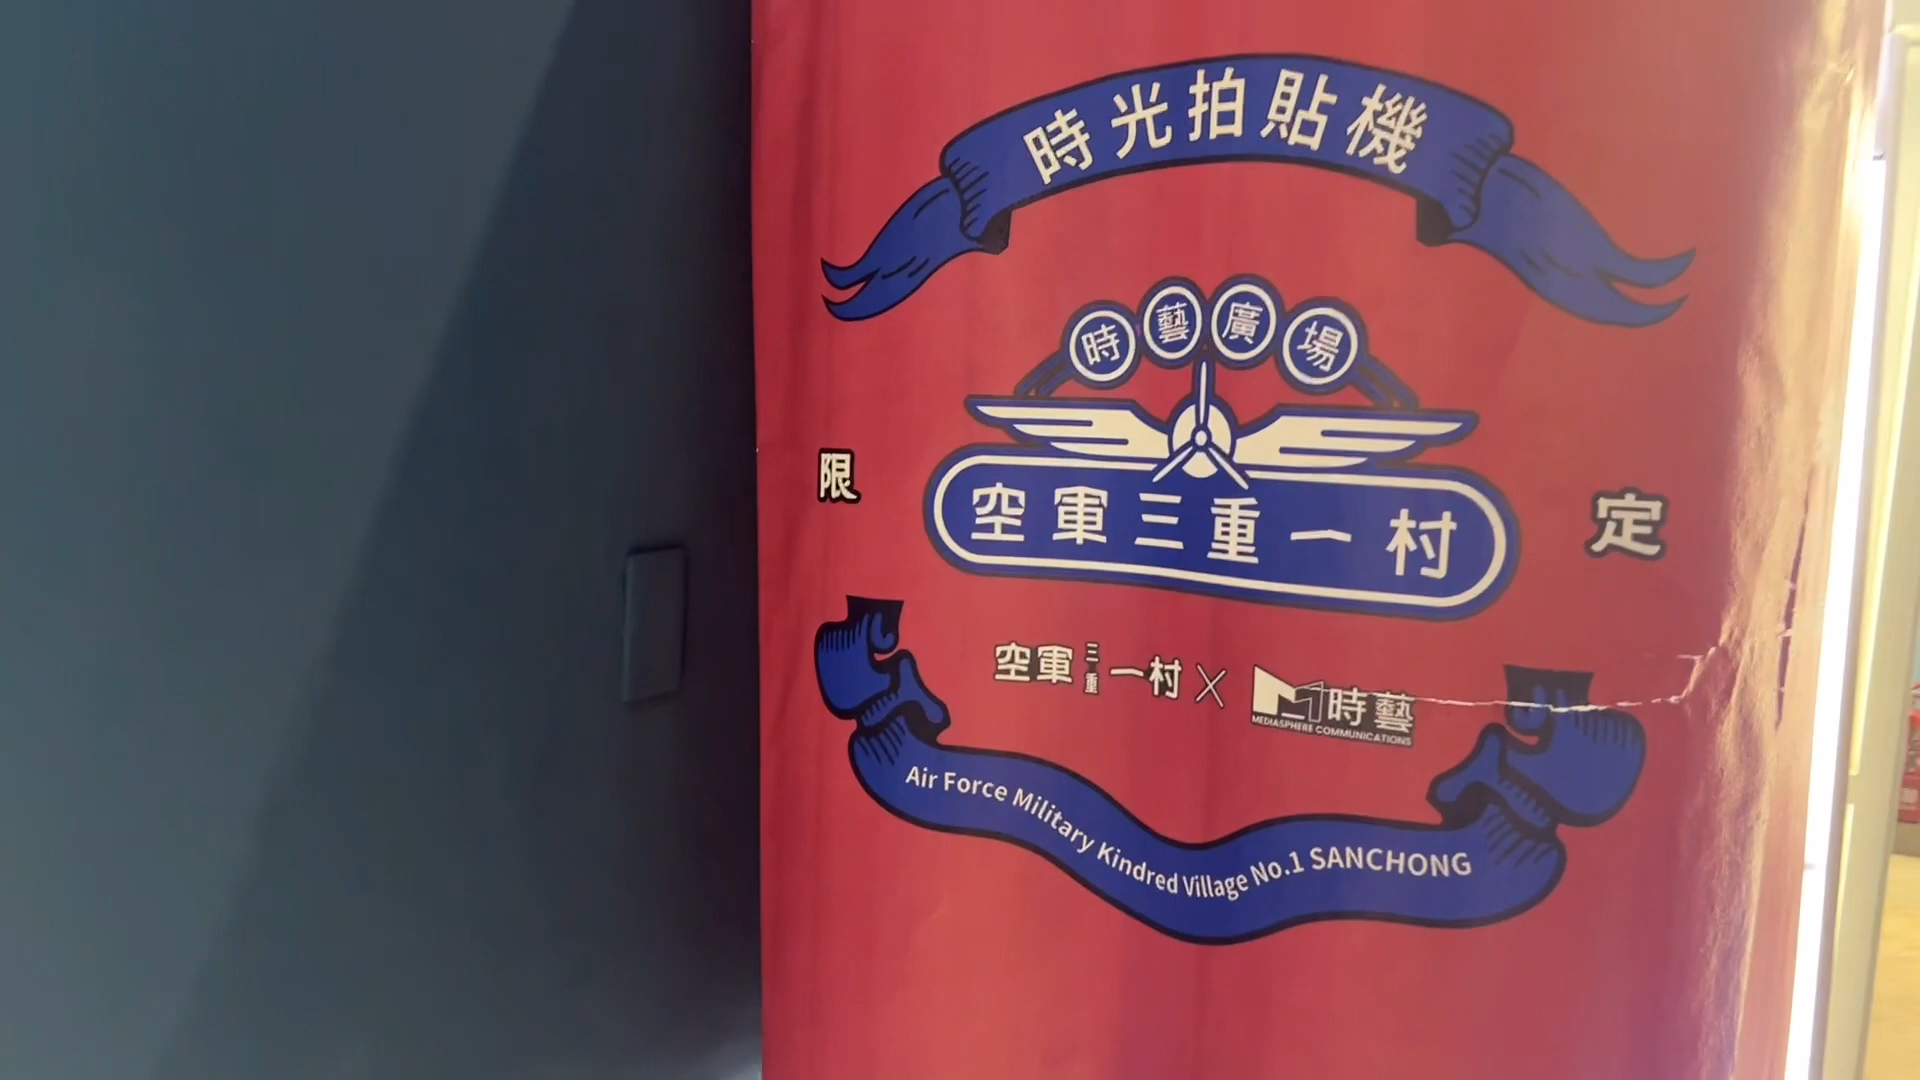 時光拍貼機
時藝廣場
限 定
空軍三重一村
空軍三重一村 X 時藝
MEDIASPHERE COMMUNICATIONS
Air Force Military Kindred Village No.1 SANCHONG